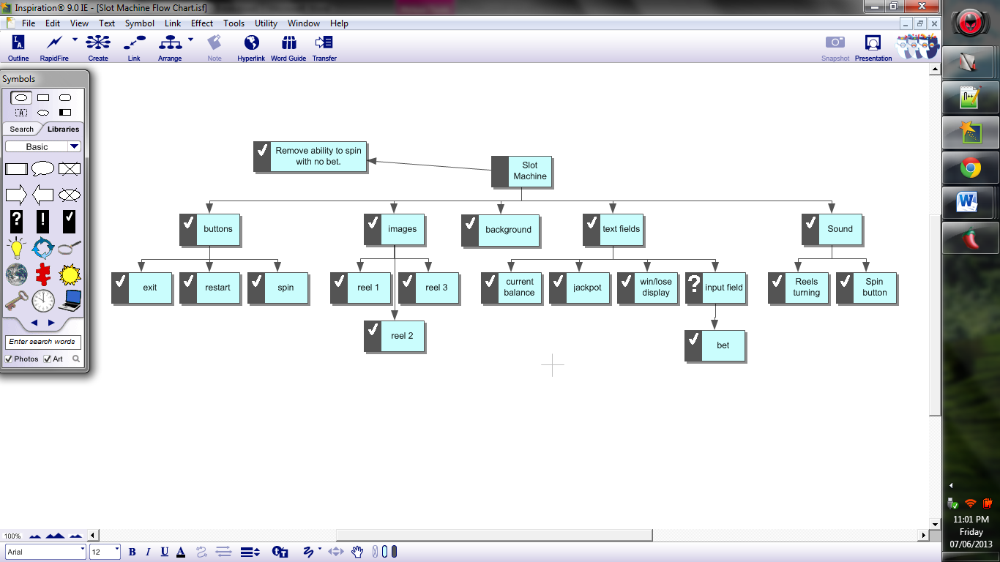 Inspiration® 9.0 IE - [Slot Machine Flow Chart.isf]
File Edit View Text Symbol Link Effect Tools Utility Window Help
Outline RapidFire Create Link Arrange Note Hyperlink Word Guide Transfer Snapshot Presentation
Symbols
Search Libraries
Basic
Enter search words
Photos Art
Remove ability to spin
with no bet.
Slot
Machine
buttons
images
background
text fields
Sound
exit
restart
spin
reel 1
reel 3
current
balance
jackpot
win/lose
display
input field
Reels
turning
Spin
button
reel 2
bet
100%
Arial 12 B I U A
11:01 PM
Friday
07/06/2013